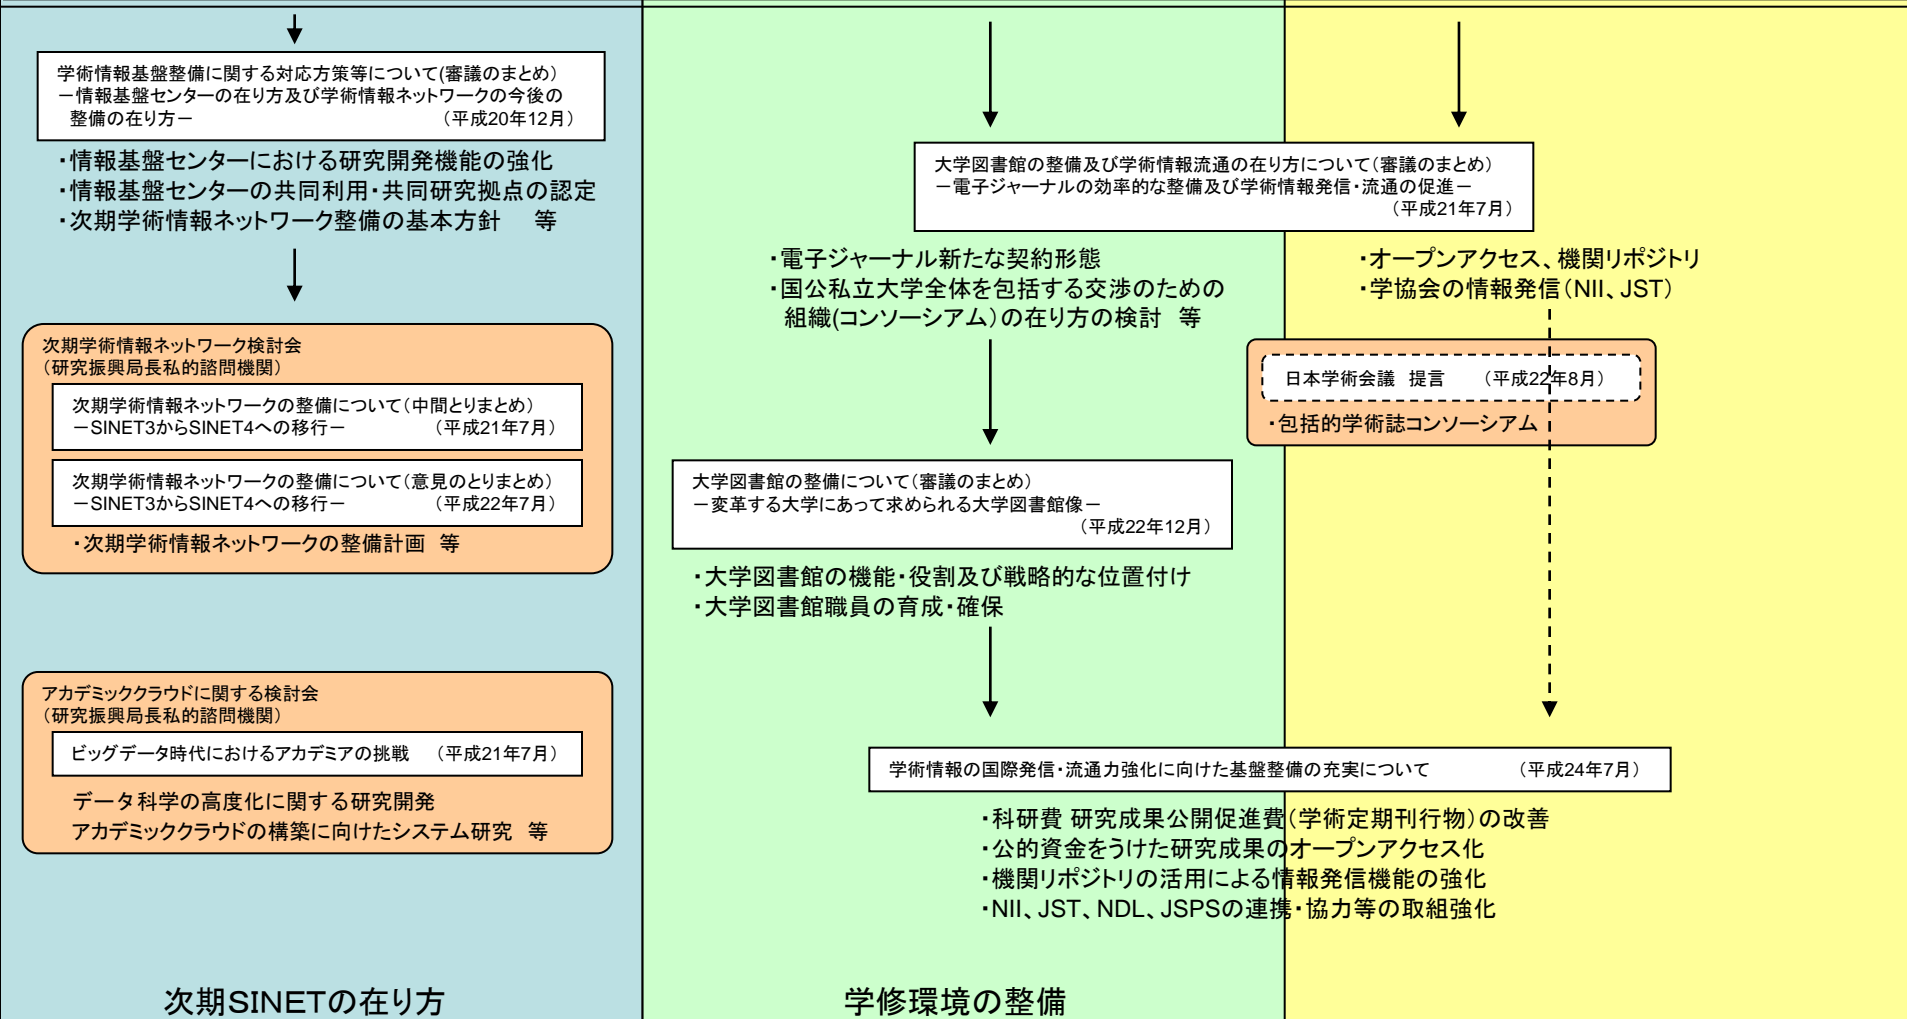 学術情報基盤整備に関する対応方策等について(審議のまとめ)
－情報基盤センターの在り方及び学術情報ネットワークの今後の
整備の在り方－　（平成20年12月）
・情報基盤センターにおける研究開発機能の強化
・情報基盤センターの共同利用・共同研究拠点の認定
・次期学術情報ネットワーク整備の基本方針　等
次期学術情報ネットワーク検討会
（研究振興局長私的諮問機関）
次期学術情報ネットワークの整備について（中間とりまとめ）
－SINET3からSINET4への移行－　（平成21年7月）
次期学術情報ネットワークの整備について（意見のとりまとめ）
－SINET3からSINET4への移行－　（平成22年7月）
・次期学術情報ネットワークの整備計画　等
アカデミッククラウドに関する検討会
（研究振興局長私的諮問機関）
ビッグデータ時代におけるアカデミアの挑戦　（平成21年7月）
データ科学の高度化に関する研究開発
アカデミッククラウドの構築に向けたシステム研究　等
次期SINETの在り方
大学図書館の整備及び学術情報流通の在り方について（審議のまとめ）
－電子ジャーナルの効率的な整備及び学術情報発信・流通の促進－
（平成21年7月）
・電子ジャーナル新たな契約形態
・国公私立大学全体を包括する交渉のための
組織(コンソーシアム）の在り方の検討　等
・オープンアクセス、機関リポジトリ
・学協会の情報発信（NII、JST）
日本学術会議　提言　（平成22年8月）
・包括的学術誌コンソーシアム
大学図書館の整備について（審議のまとめ）
－変革する大学にあって求められる大学図書館像－
（平成22年12月）
・大学図書館の機能・役割及び戦略的な位置付け
・大学図書館職員の育成・確保
学術情報の国際発信・流通力強化に向けた基盤整備の充実について　（平成24年7月）
・科研費 研究成果公開促進費（学術定期刊行物）の改善
・公的資金をうけた研究成果のオープンアクセス化
・機関リポジトリの活用による情報発信機能の強化
・NII、JST、NDL、JSPSの連携・協力等の取組強化
学修環境の整備